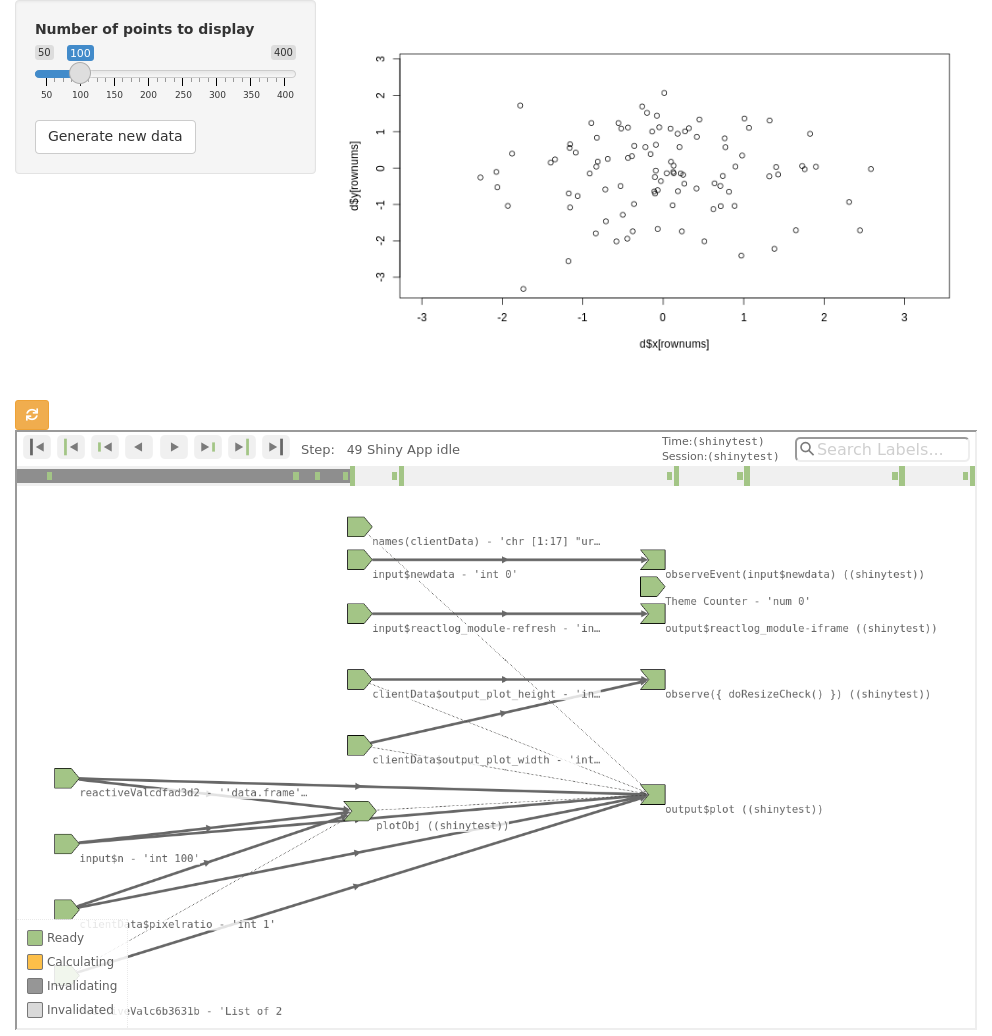 Number of points to display
50 100 400
50 100 150 200 250 300 350 400
Generate new data
d$y[rownums]
3
2
1
0
-1
-2
-3
-3 -2 -1 0 1 2 3
d$x[rownums]
Step: 49 Shiny App idle
Time:(shinytest)
Session:(shinytest)
Search Labels...
names(clientData) - 'chr [1:17] "ur…
input$newdata - 'int 0'
observeEvent(input$newdata) ((shinytest))
Theme Counter - 'num 0'
input$reactlog_module-refresh - 'in…
output$reactlog_module-iframe ((shinytest))
clientData$output_plot_height - 'in…
observe({ doResizeCheck() }) ((shinytest))
clientData$output_plot_width - 'int…
reactiveValcdfad3d2 - ''data.frame'…
output$plot ((shinytest))
plotObj ((shinytest))
input$n - 'int 100'
clientData$pixelratio - 'int 1'
Ready
Calculating
Invalidating
Invalidated
veValc6b3631b - 'List of 2